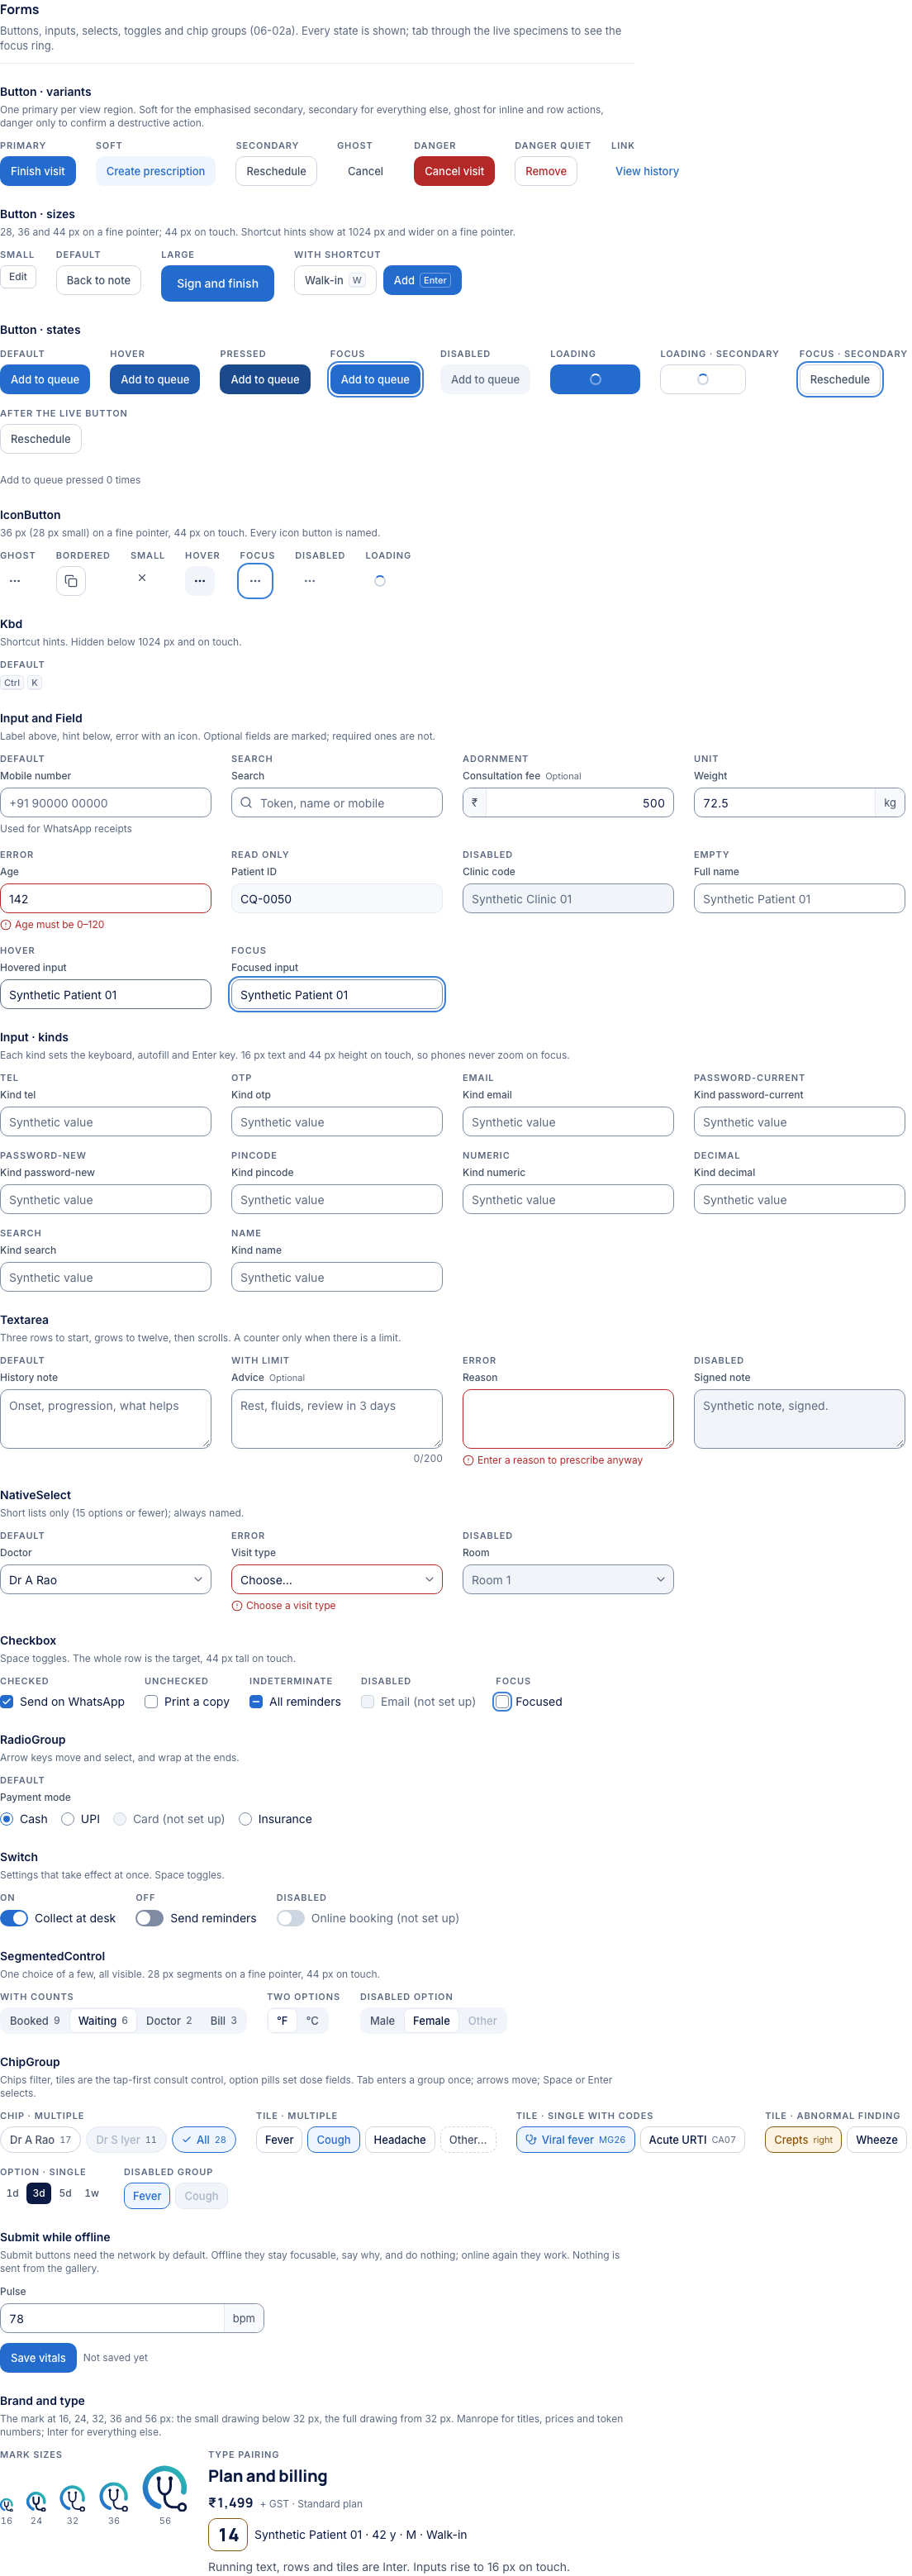 Forms
Buttons, inputs, selects, toggles and chip groups (06-02a). Every state is shown; tab through the live specimens to see the
focus ring.
Button · variants
One primary per view region. Soft for the emphasised secondary, secondary for everything else, ghost for inline and row actions,
danger only to confirm a destructive action.
PRIMARY SOFT SECONDARY GHOST DANGER DANGER QUIET LINK
Finish visit Create prescription Reschedule Cancel Cancel visit Remove View history
Button · sizes
28, 36 and 44 px on a fine pointer; 44 px on touch. Shortcut hints show at 1024 px and wider on a fine pointer.
SMALL DEFAULT LARGE WITH SHORTCUT
Edit Back to note Sign and finish Walk-in W Add Enter
Button · states
DEFAULT HOVER PRESSED FOCUS DISABLED LOADING LOADING · SECONDARY FOCUS · SECONDARY
Add to queue Add to queue Add to queue Add to queue Add to queue Reschedule
AFTER THE LIVE BUTTON
Reschedule
Add to queue pressed 0 times
IconButton
36 px (28 px small) on a fine pointer, 44 px on touch. Every icon button is named.
GHOST BORDERED SMALL HOVER FOCUS DISABLED LOADING
Kbd
Shortcut hints. Hidden below 1024 px and on touch.
DEFAULT
Ctrl K
Input and Field
Label above, hint below, error with an icon. Optional fields are marked; required ones are not.
DEFAULT SEARCH ADORNMENT UNIT
Mobile number Search Consultation fee Optional Weight
+91 90000 00000 Token, name or mobile ₹ 500 72.5 kg
Used for WhatsApp receipts
ERROR READ ONLY DISABLED EMPTY
Age Patient ID Clinic code Full name
142 CQ-0050 Synthetic Clinic 01 Synthetic Patient 01
Age must be 0–120
HOVER FOCUS
Hovered input Focused input
Synthetic Patient 01 Synthetic Patient 01
Input · kinds
Each kind sets the keyboard, autofill and Enter key. 16 px text and 44 px height on touch, so phones never zoom on focus.
TEL OTP EMAIL PASSWORD-CURRENT
Kind tel Kind otp Kind email Kind password-current
Synthetic value Synthetic value Synthetic value Synthetic value
PASSWORD-NEW PINCODE NUMERIC DECIMAL
Kind password-new Kind pincode Kind numeric Kind decimal
Synthetic value Synthetic value Synthetic value Synthetic value
SEARCH NAME
Kind search Kind name
Synthetic value Synthetic value
Textarea
Three rows to start, grows to twelve, then scrolls. A counter only when there is a limit.
DEFAULT WITH LIMIT ERROR DISABLED
History note Advice Optional Reason Signed note
Onset, progression, what helps Rest, fluids, review in 3 days Synthetic note, signed.
0/200 Enter a reason to prescribe anyway
NativeSelect
Short lists only (15 options or fewer); always named.
DEFAULT ERROR DISABLED
Doctor Visit type Room
Dr A Rao Choose... Room 1
Choose a visit type
Checkbox
Space toggles. The whole row is the target, 44 px tall on touch.
CHECKED UNCHECKED INDETERMINATE DISABLED FOCUS
Send on WhatsApp Print a copy All reminders Email (not set up) Focused
RadioGroup
Arrow keys move and select, and wrap at the ends.
DEFAULT
Payment mode
Cash UPI Card (not set up) Insurance
Switch
Settings that take effect at once. Space toggles.
ON OFF DISABLED
Collect at desk Send reminders Online booking (not set up)
SegmentedControl
One choice of a few, all visible. 28 px segments on a fine pointer, 44 px on touch.
WITH COUNTS TWO OPTIONS DISABLED OPTION
Booked 9 Waiting 6 Doctor 2 Bill 3 °F °C Male Female Other
ChipGroup
Chips filter, tiles are the tap-first consult control, option pills set dose fields. Tab enters a group once; arrows move; Space or Enter
selects.
CHIP · MULTIPLE TILE · MULTIPLE TILE · SINGLE WITH CODES TILE · ABNORMAL FINDING
Dr A Rao 17 Dr S Iyer 11 All 28 Fever Cough Headache Other... Viral fever MG26 Acute URTI CA07 Crepts right Wheeze
OPTION · SINGLE DISABLED GROUP
1d 3d 5d 1w Fever Cough
Submit while offline
Submit buttons need the network by default. Offline they stay focusable, say why, and do nothing; online again they work. Nothing is
sent from the gallery.
Pulse
78 bpm
Save vitals Not saved yet
Brand and type
The mark at 16, 24, 32, 36 and 56 px: the small drawing below 32 px, the full drawing from 32 px. Manrope for titles, prices and token
numbers; Inter for everything else.
MARK SIZES TYPE PAIRING
16 24 32 36 56
Plan and billing
₹1,499 + GST · Standard plan
14 Synthetic Patient 01 · 42 y · M · Walk-in
Running text, rows and tiles are Inter. Inputs rise to 16 px on touch.